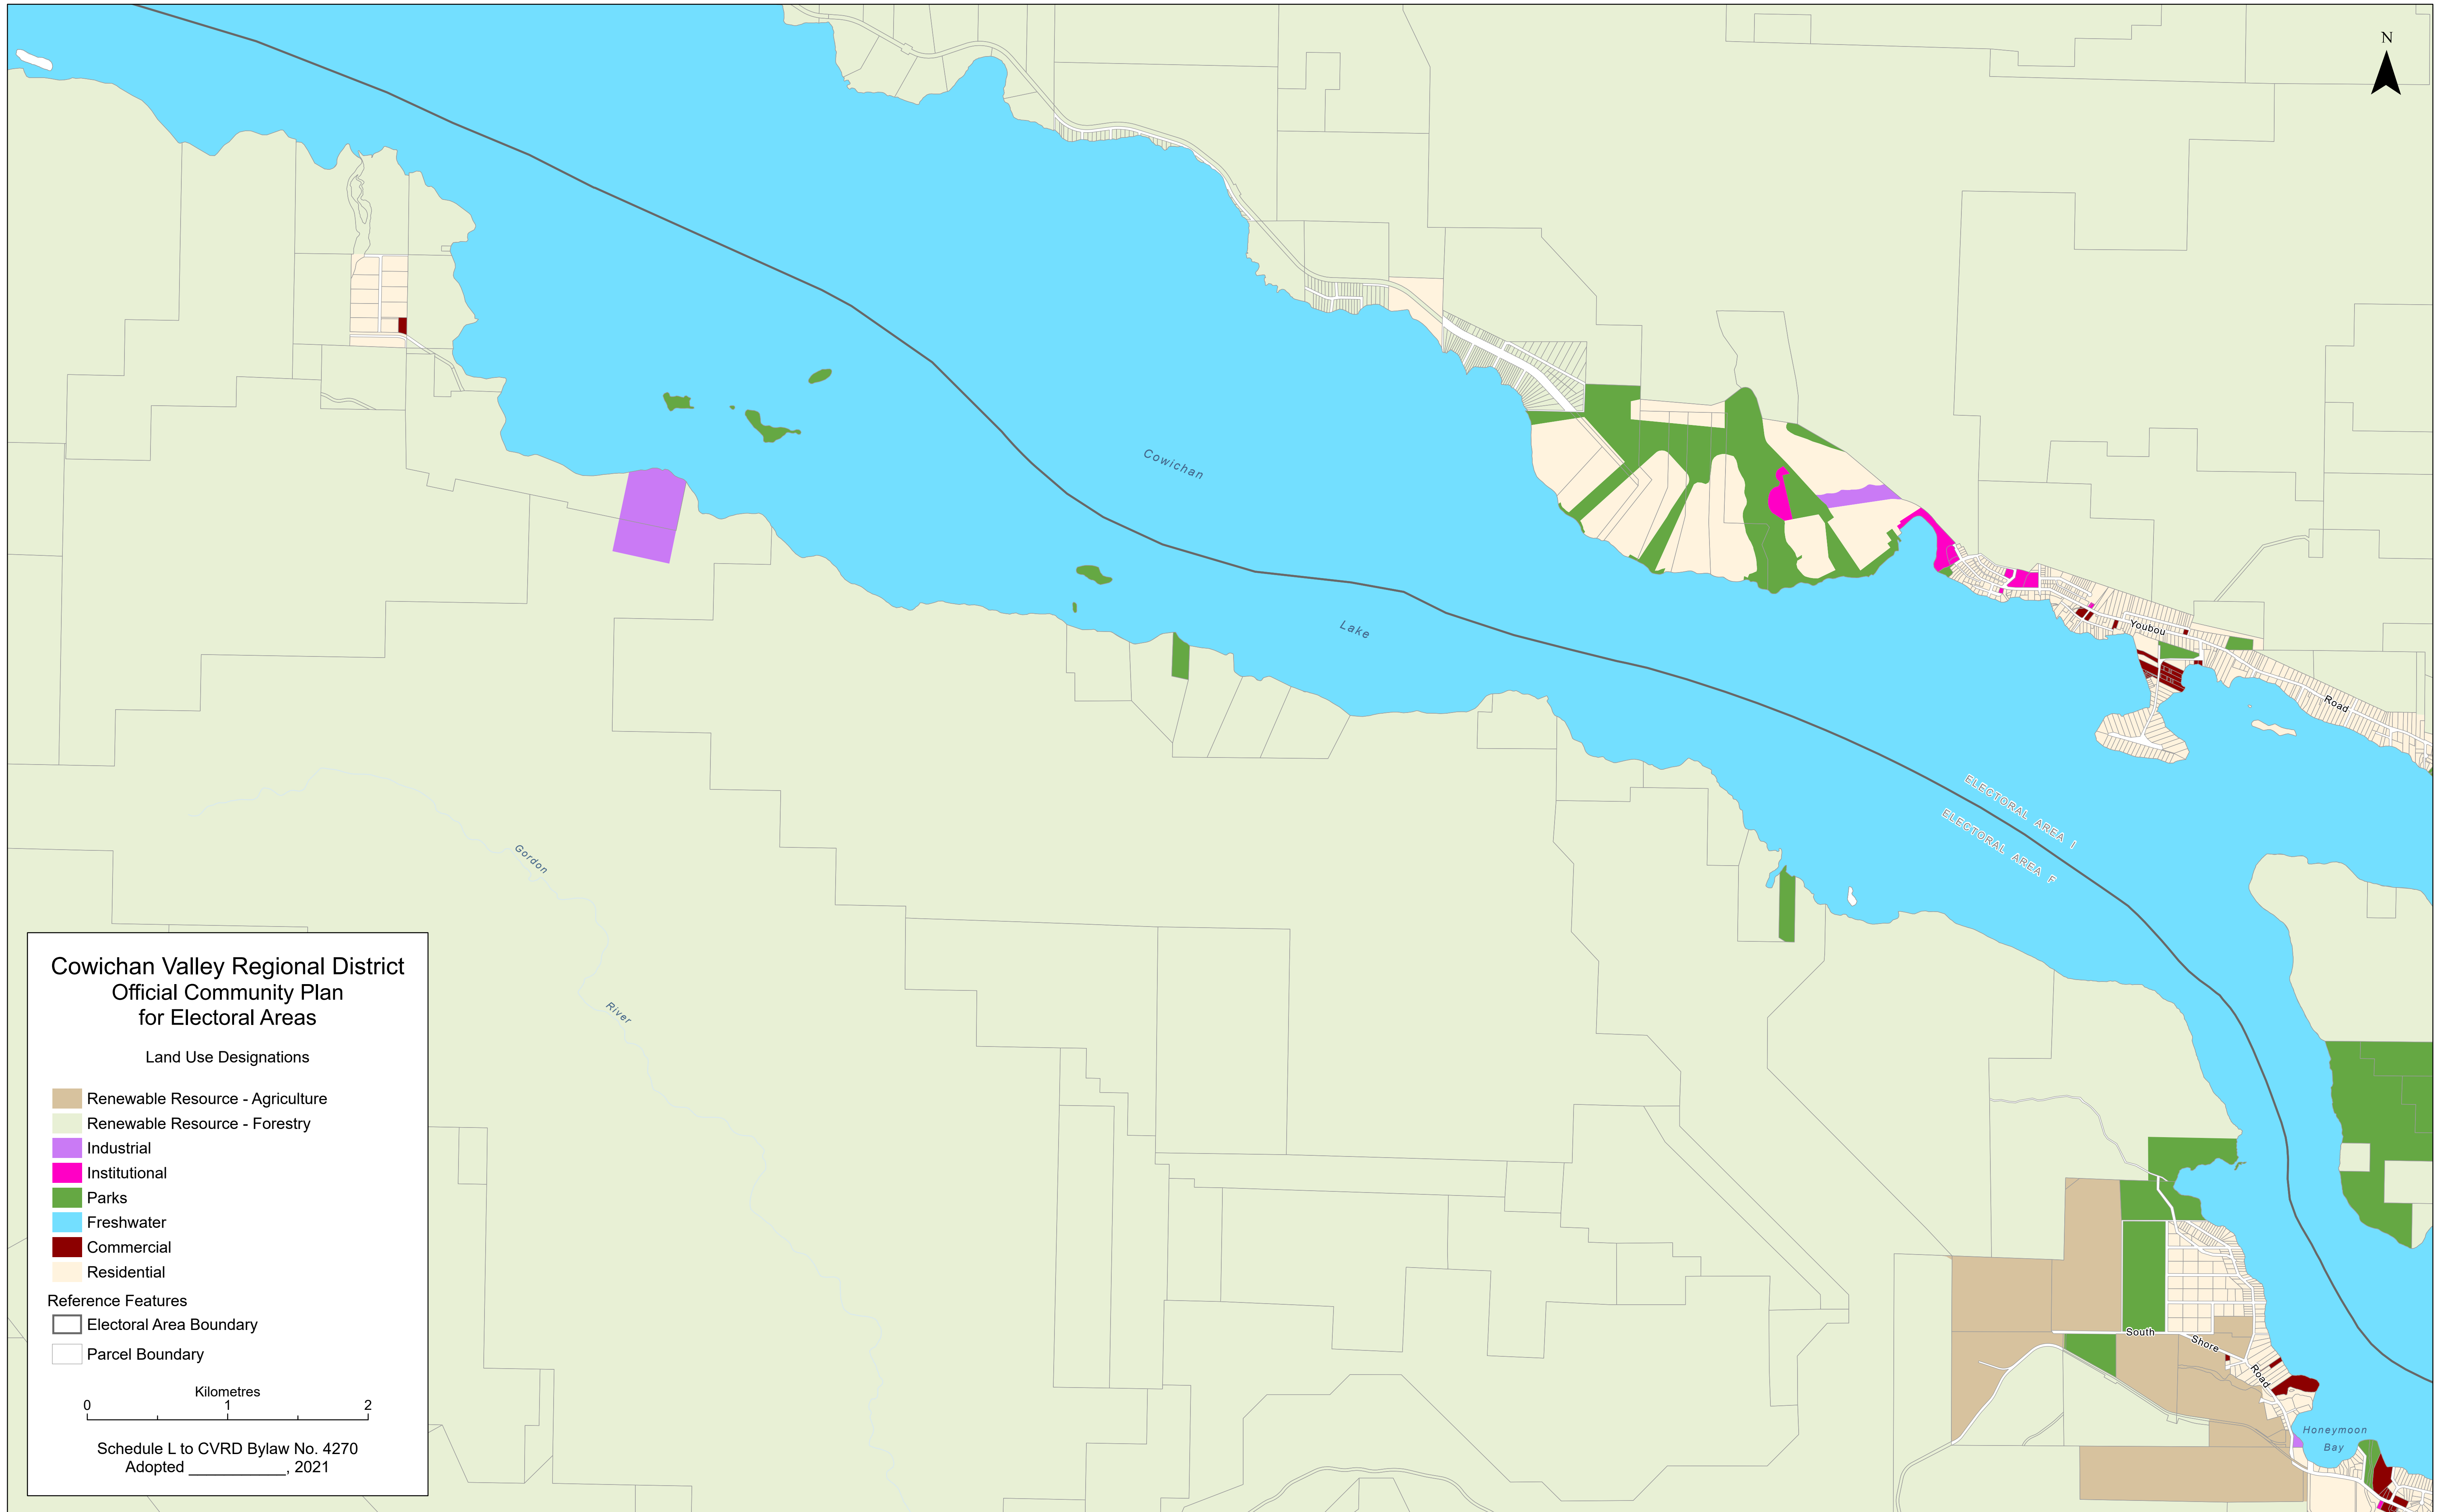 N
Cowichan
Lake
Youbou
Road
ELECTORAL AREA I
ELECTORAL AREA F
Gordon
River
South
Shore
Road
Honeymoon
Bay
Cowichan Valley Regional District
Official Community Plan
for Electoral Areas
Land Use Designations
Renewable Resource - Agriculture
Renewable Resource - Forestry
Industrial
Institutional
Parks
Freshwater
Commercial
Residential
Reference Features
Electoral Area Boundary
Parcel Boundary
Kilometres
0 1 2
Schedule L to CVRD Bylaw No. 4270
Adopted ____________, 2021